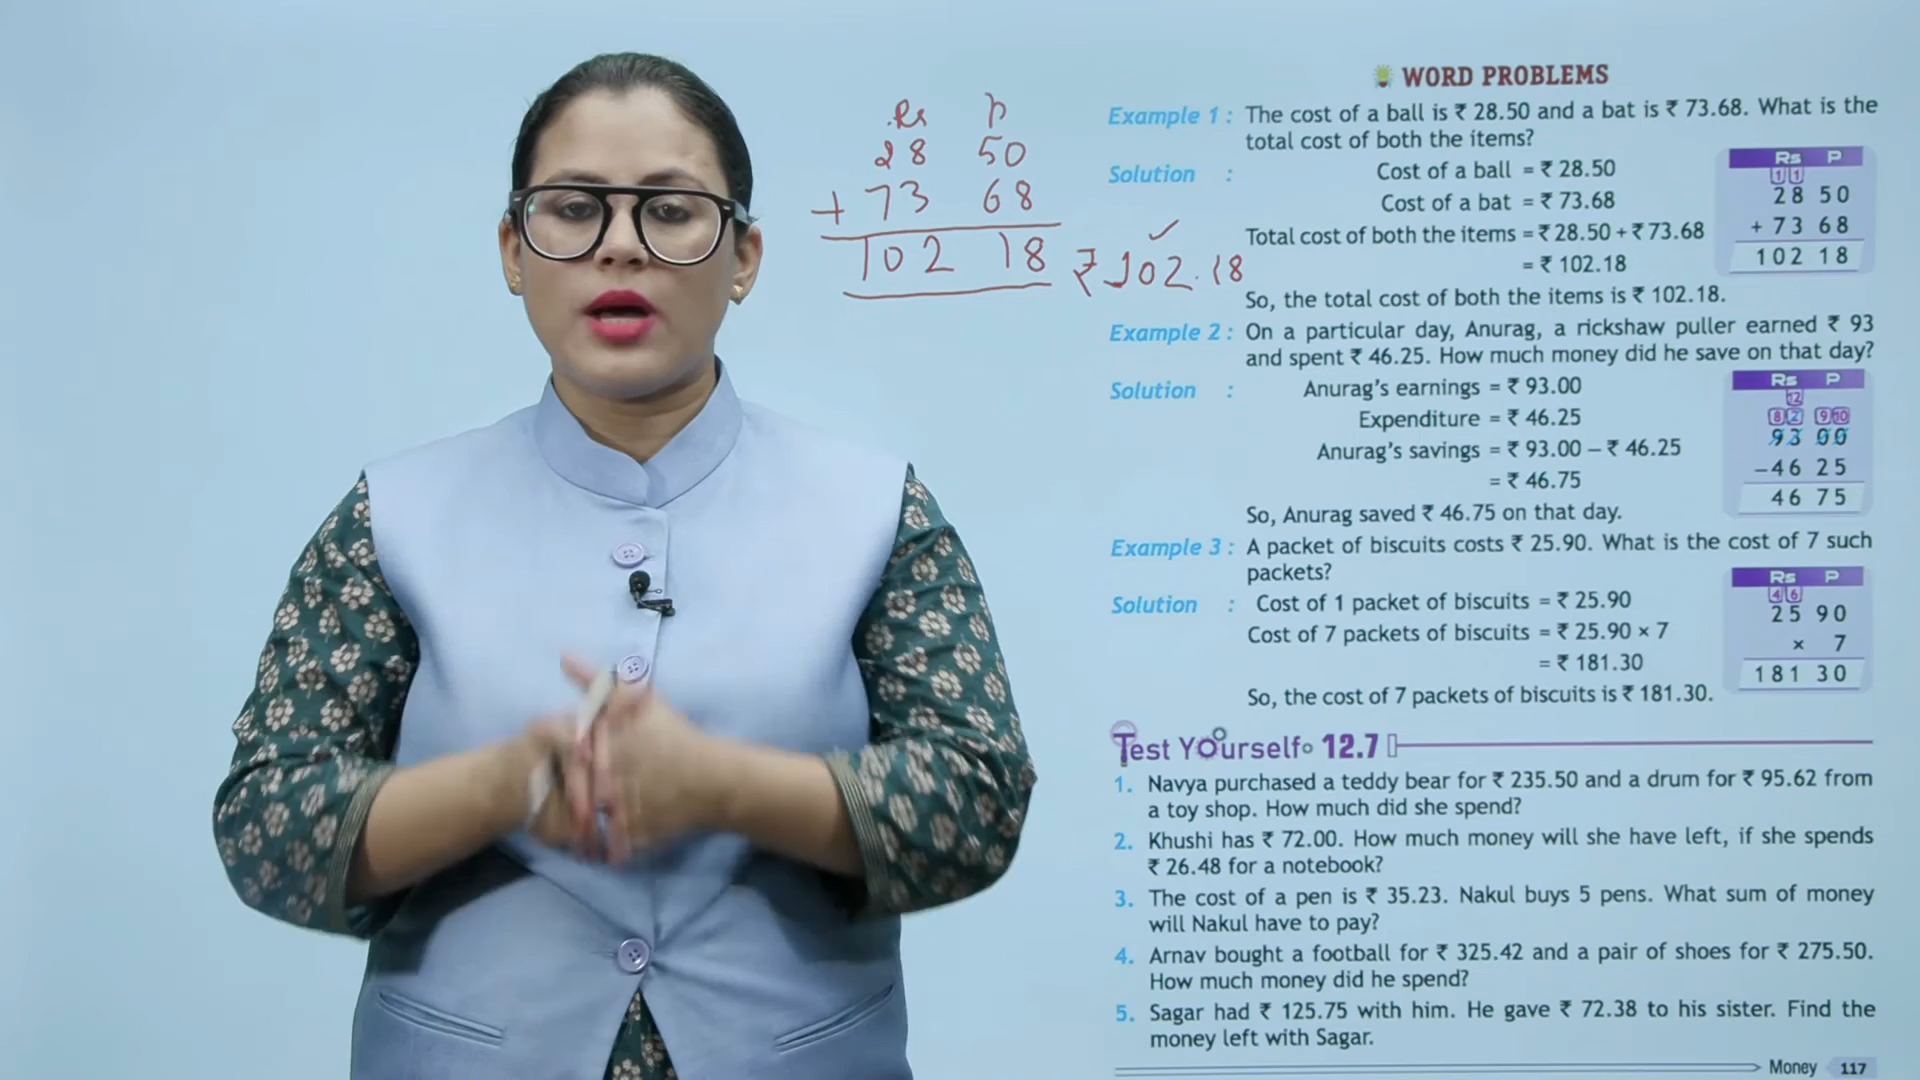 Rs p
28 50
+ 73 68
102 18
₹ 102.18
WORD PROBLEMS
Example 1 : The cost of a ball is ₹ 28.50 and a bat is ₹ 73.68. What is the
total cost of both the items?
Solution : Cost of a ball = ₹ 28.50
Cost of a bat = ₹ 73.68
Total cost of both the items = ₹ 28.50 + ₹ 73.68
= ₹ 102.18
So, the total cost of both the items is ₹ 102.18.
Rs P
1 1
28 50
+ 73 68
102 18
Example 2 : On a particular day, Anurag, a rickshaw puller earned ₹ 93
and spent ₹ 46.25. How much money did he save on that day?
Solution : Anurag's earnings = ₹ 93.00
Expenditure = ₹ 46.25
Anurag's savings = ₹ 93.00 – ₹ 46.25
= ₹ 46.75
So, Anurag saved ₹ 46.75 on that day.
Rs P
12
8 2 9 10
93 00
–46 25
46 75
Example 3 : A packet of biscuits costs ₹ 25.90. What is the cost of 7 such
packets?
Solution : Cost of 1 packet of biscuits = ₹ 25.90
Cost of 7 packets of biscuits = ₹ 25.90 × 7
= ₹ 181.30
So, the cost of 7 packets of biscuits is ₹ 181.30.
Rs P
4 6
25 90
× 7
181 30
Test Yourself 12.7
1. Navya purchased a teddy bear for ₹ 235.50 and a drum for ₹ 95.62 from
a toy shop. How much did she spend?
2. Khushi has ₹ 72.00. How much money will she have left, if she spends
₹ 26.48 for a notebook?
3. The cost of a pen is ₹ 35.23. Nakul buys 5 pens. What sum of money
will Nakul have to pay?
4. Arnav bought a football for ₹ 325.42 and a pair of shoes for ₹ 275.50.
How much money did he spend?
5. Sagar had ₹ 125.75 with him. He gave ₹ 72.38 to his sister. Find the
money left with Sagar.
Money 117